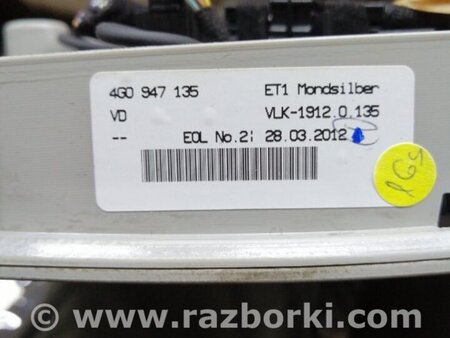 4G0 947 135 ET1 Mondsilber
VD VLK-1912.0.135
-- EOL No.2: 28.03.2012
www.razborki.com